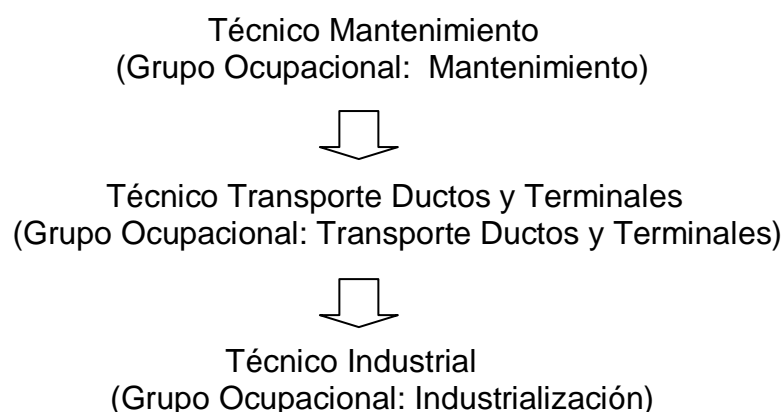 Técnico Mantenimiento
(Grupo Ocupacional:  Mantenimiento)
Técnico Transporte Ductos y Terminales
(Grupo Ocupacional: Transporte Ductos y Terminales)
Técnico Industrial
(Grupo Ocupacional: Industrialización)